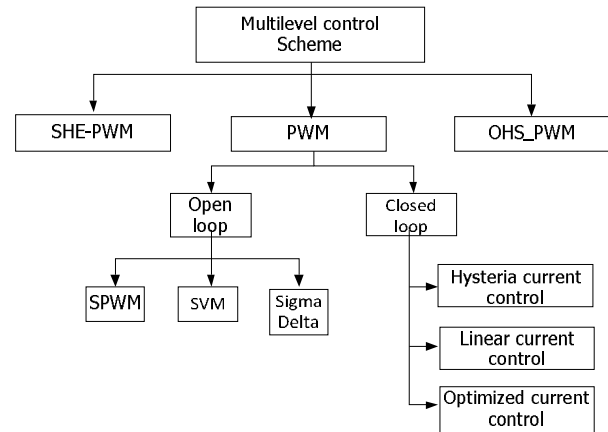 Multilevel control
Scheme
SHE-PWM
PWM
OHS_PWM
Open
loop
Closed
loop
SPWM
SVM
Sigma
Delta
Hysteria current
control
Linear current
control
Optimized current
control